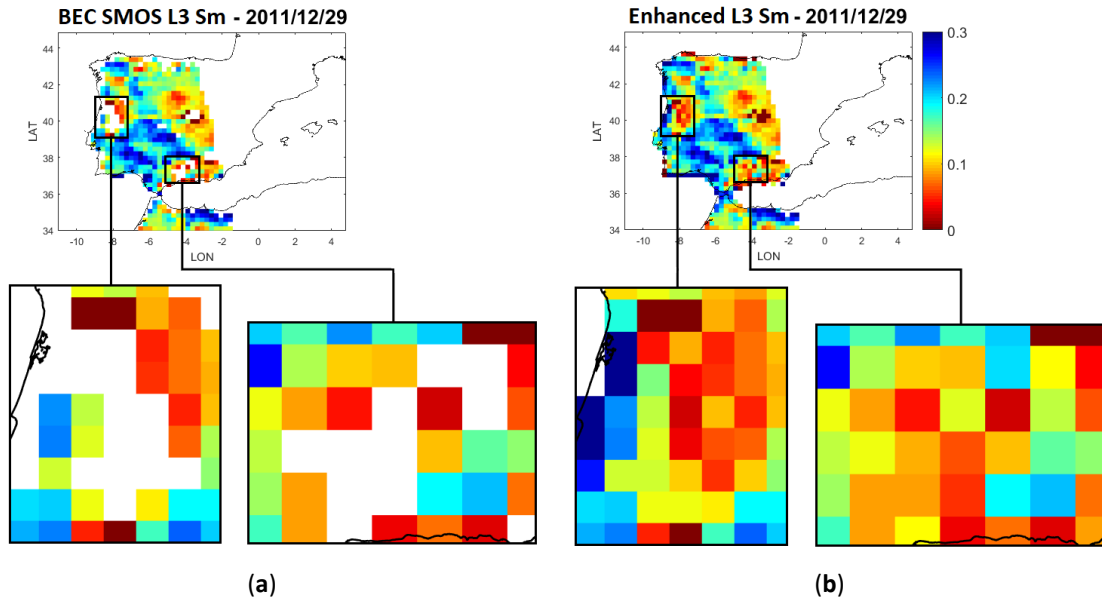 BEC SMOS L3 Sm - 2011/12/29
44
42
40
38
36
34
LAT
-10 -8 -6 -4 -2 0 2 4
LON
Enhanced L3 Sm - 2011/12/29
44
42
40
38
36
34
LAT
-10 -8 -6 -4 -2 0 2 4
LON
0.3
0.2
0.1
0
(a)
(b)